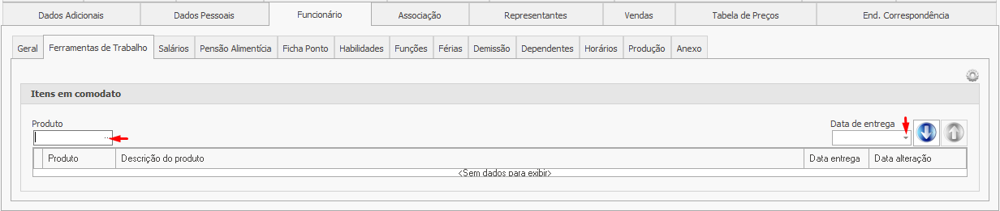 Dados Adicionais Dados Pessoais Funcionário Associação Representantes Vendas Tabela de Preços End. Correspondência
Geral Ferramentas de Trabalho Salários Pensão Alimentícia Ficha Ponto Habilidades Funções Férias Demissão Dependentes Horários Produção Anexo
Itens em comodato
Produto Data de entrega
...
Produto Descrição do produto Data entrega Data alteração
<Sem dados para exibir>